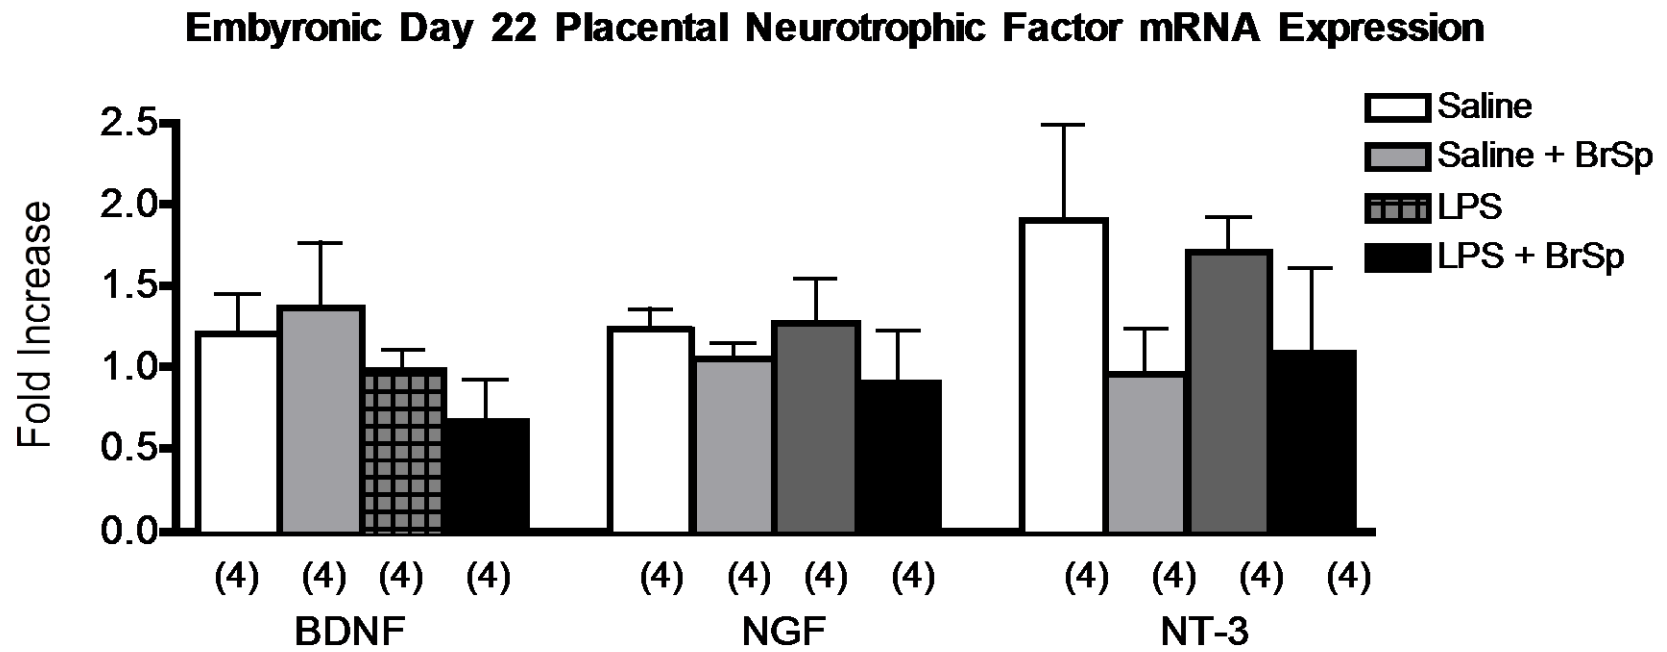 Embyronic Day 22 Placental Neurotrophic Factor mRNA Expression
Saline
Saline + BrSp
LPS
LPS + BrSp
Fold Increase
2.5
2.0
1.5
1.0
0.5
0.0
(4) (4) (4) (4) (4) (4) (4) (4) (4) (4) (4) (4)
BDNF NGF NT-3